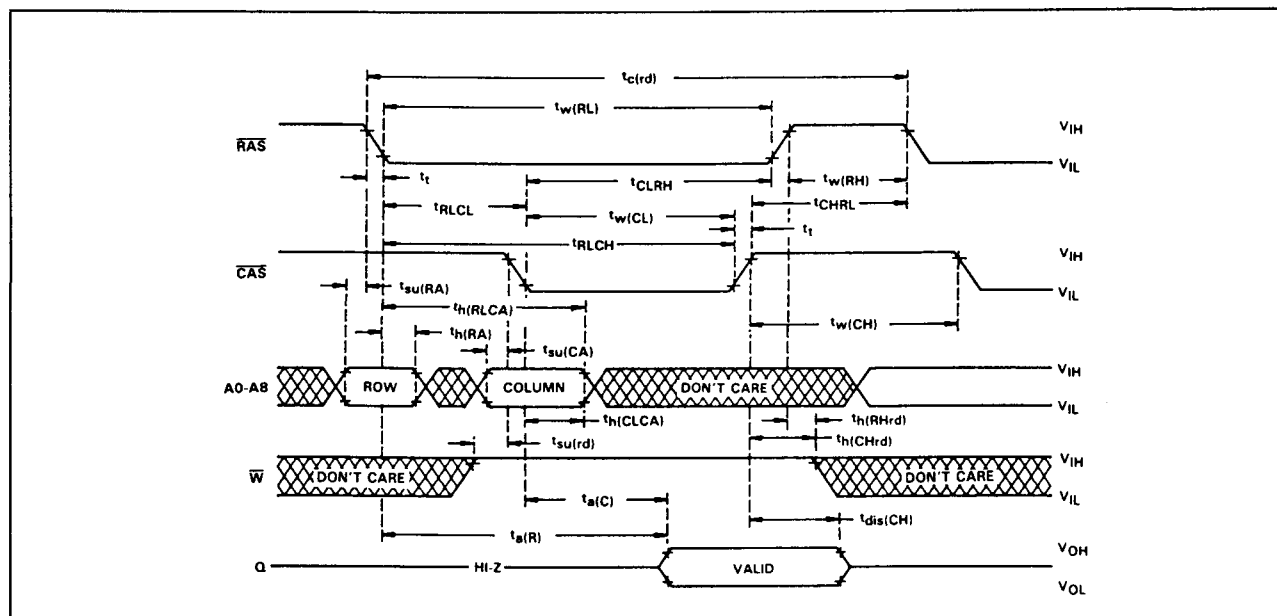 tc(rd)
tw(RL)
RAS
VIH
VIL
tt
tCLRH
tw(RH)
tRLCL
tCHRL
tw(CL)
tt
tRLCH
CAS
VIH
VIL
tsu(RA)
th(RLCA)
tw(CH)
th(RA)
tsu(CA)
A0-A8
ROW
COLUMN
DON'T CARE
VIH
VIL
th(CLCA)
th(RHrd)
tsu(rd)
th(CHrd)
W
DON'T CARE
DON'T CARE
VIH
VIL
ta(C)
tdis(CH)
ta(R)
Q
HI-Z
VALID
VOH
VOL